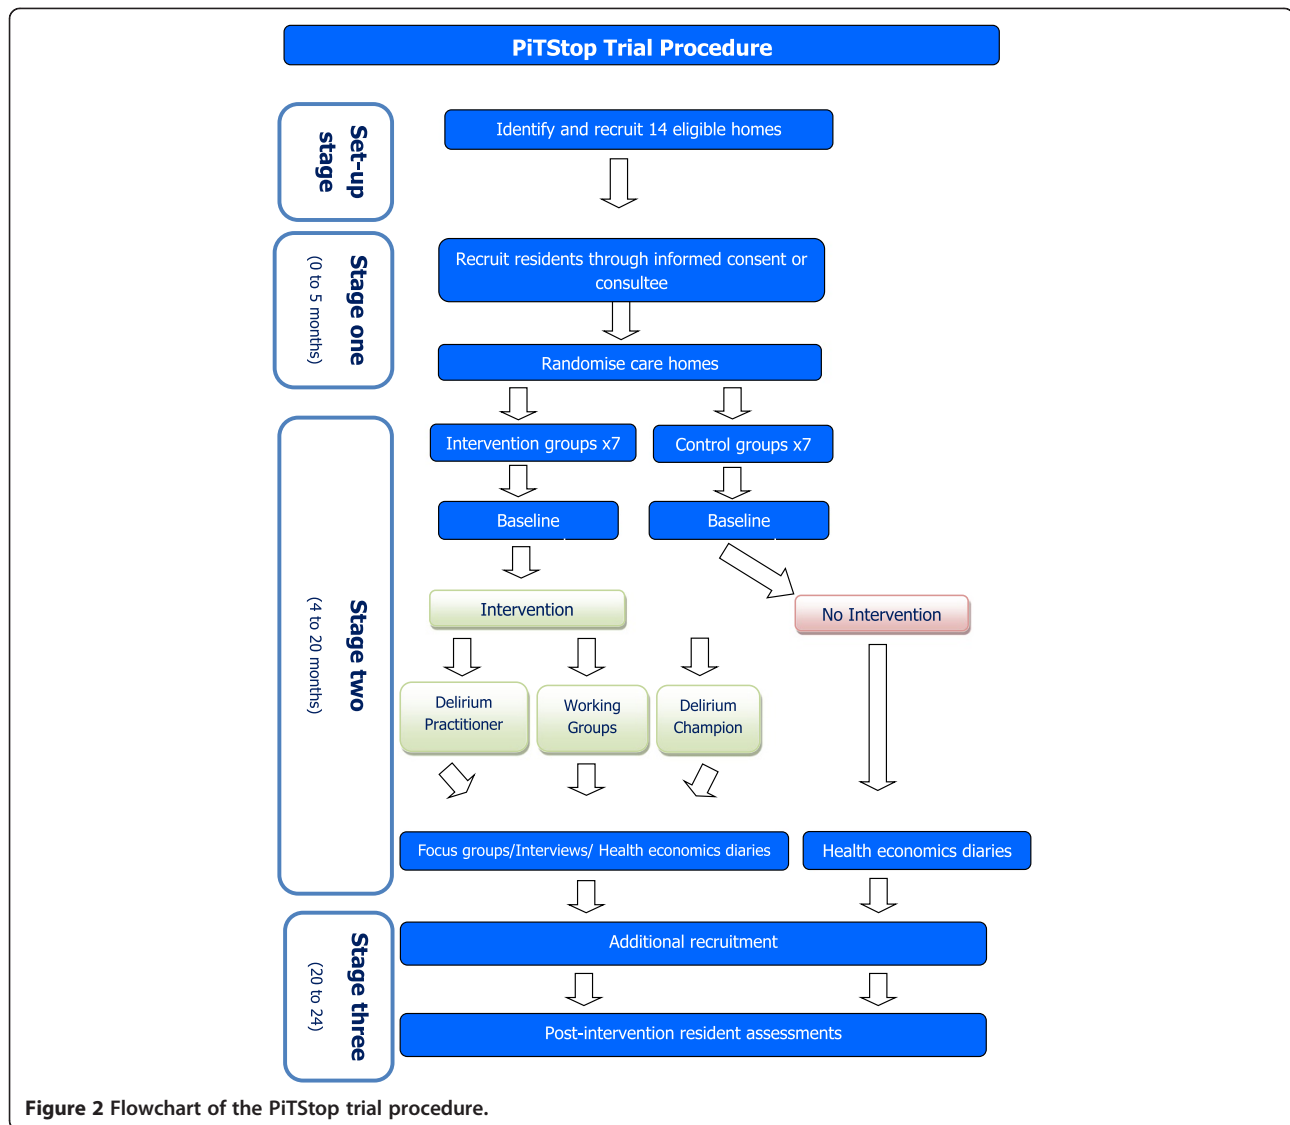 PiTStop Trial Procedure
Set-up
stage
Identify and recruit 14 eligible homes
Stage one
(0 to 5 months)
Recruit residents through informed consent or
consultee
Randomise care homes
Stage two
(4 to 20 months)
Intervention groups x7
Control groups x7
Baseline
Baseline
Intervention
No Intervention
Delirium
Practitioner
Working
Groups
Delirium
Champion
Focus groups/Interviews/ Health economics diaries
Health economics diaries
Stage three
(20 to 24)
Additional recruitment
Post-intervention resident assessments
Figure 2 Flowchart of the PiTStop trial procedure.